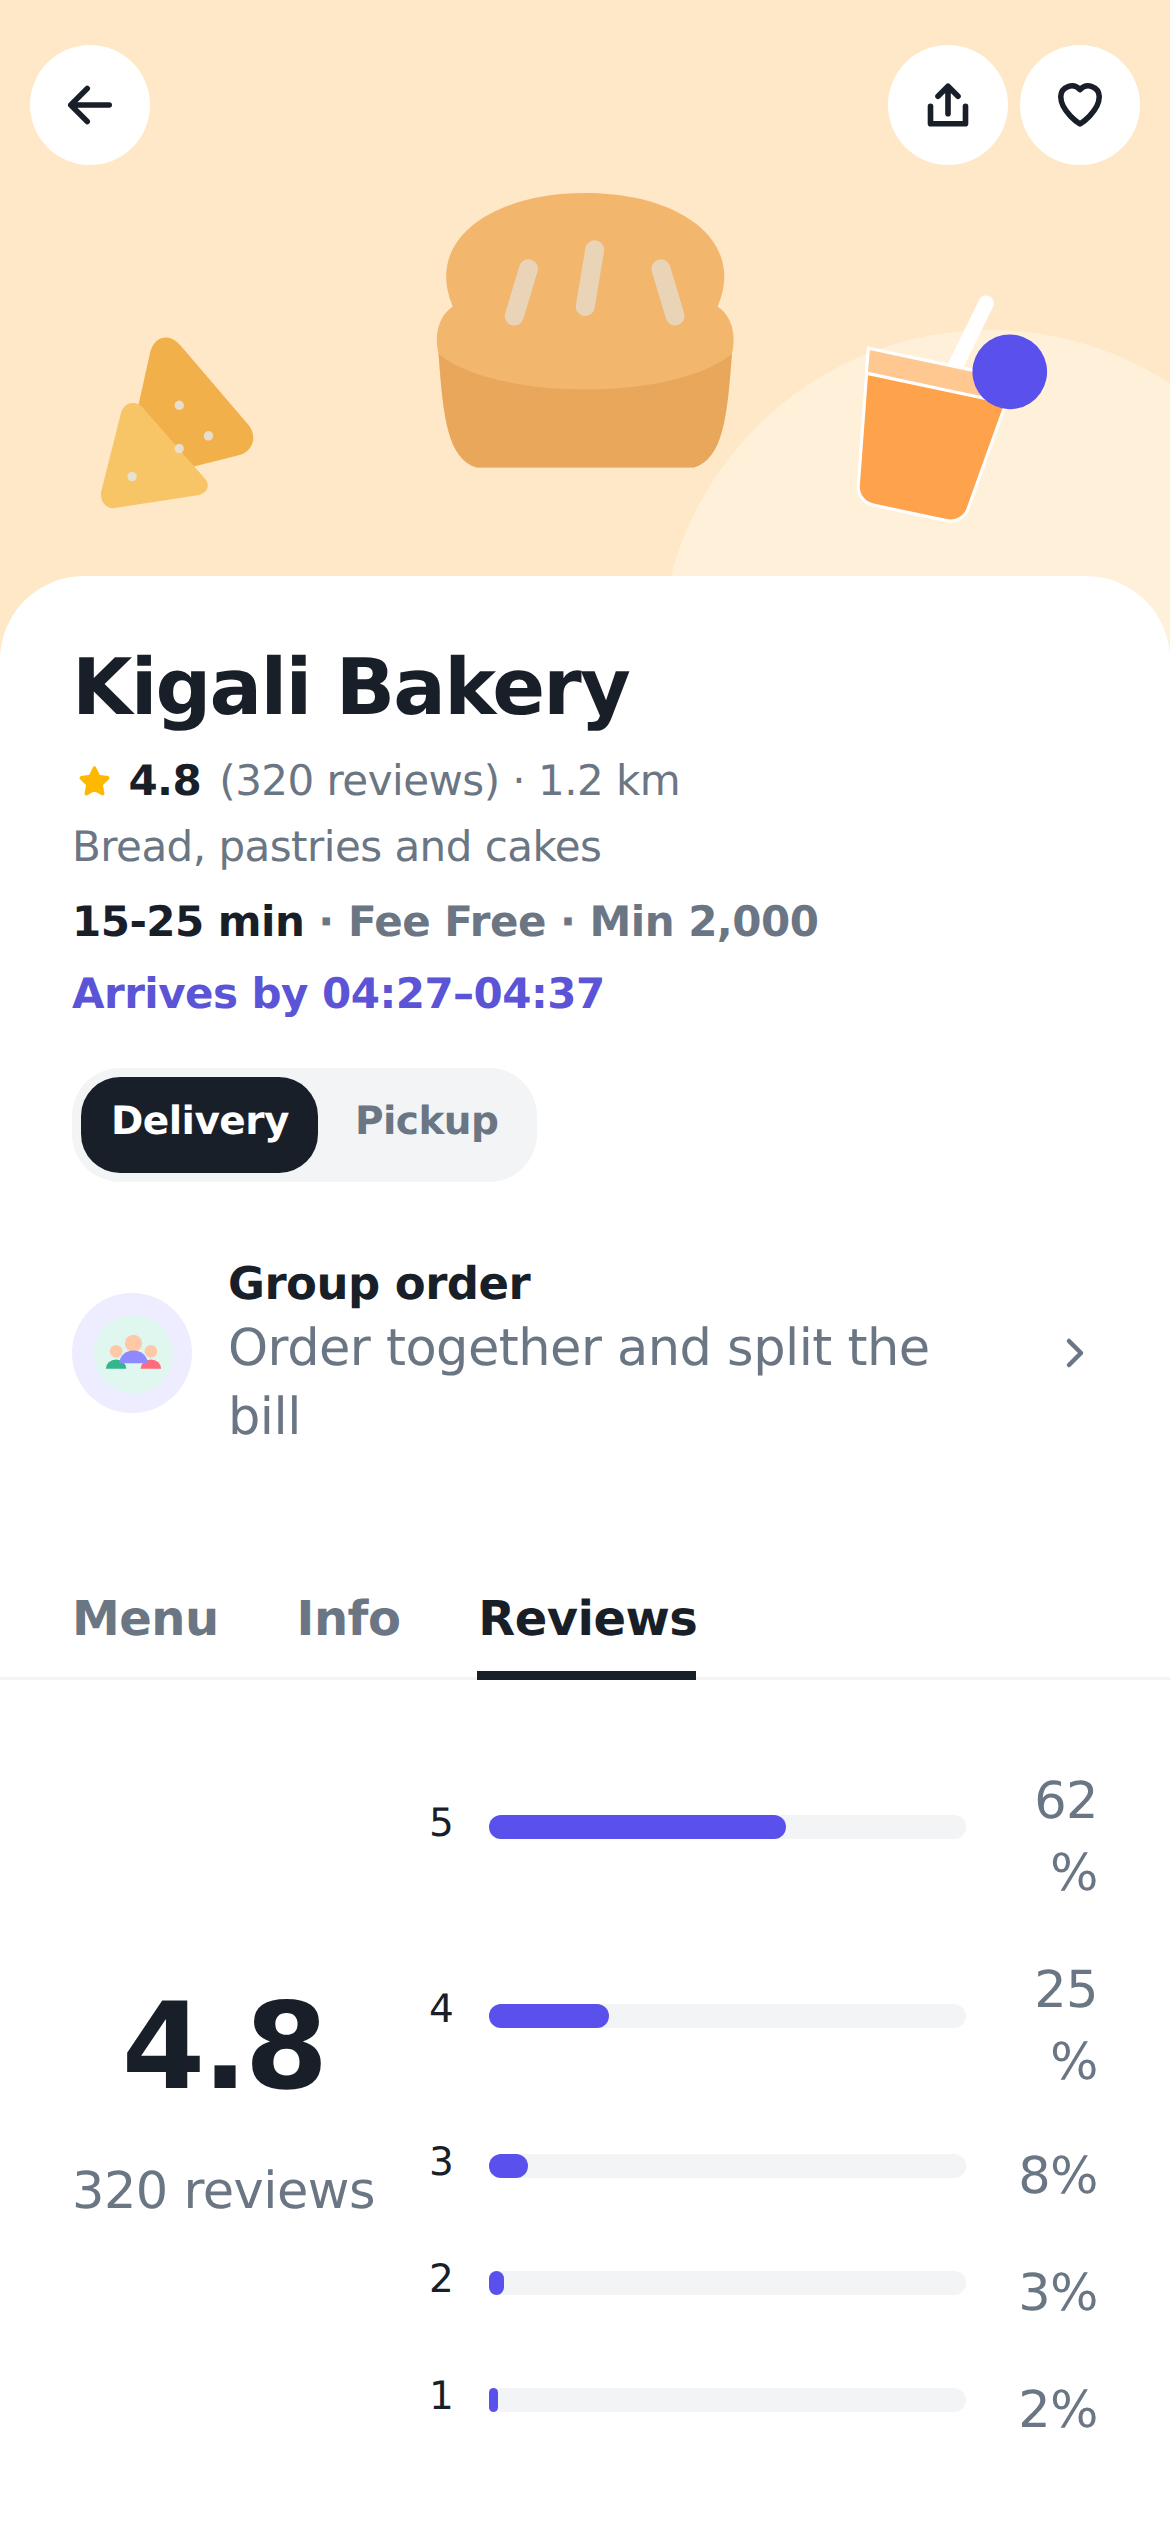 Kigali Bakery
4.8 (320 reviews) · 1.2 km
Bread, pastries and cakes
15-25 min · Fee Free · Min 2,000
Arrives by 04:27–04:37
Delivery Pickup
Group order
Order together and split the
bill
Menu Info Reviews
4.8
320 reviews
5 62
%
4 25
%
3 8%
2 3%
1 2%